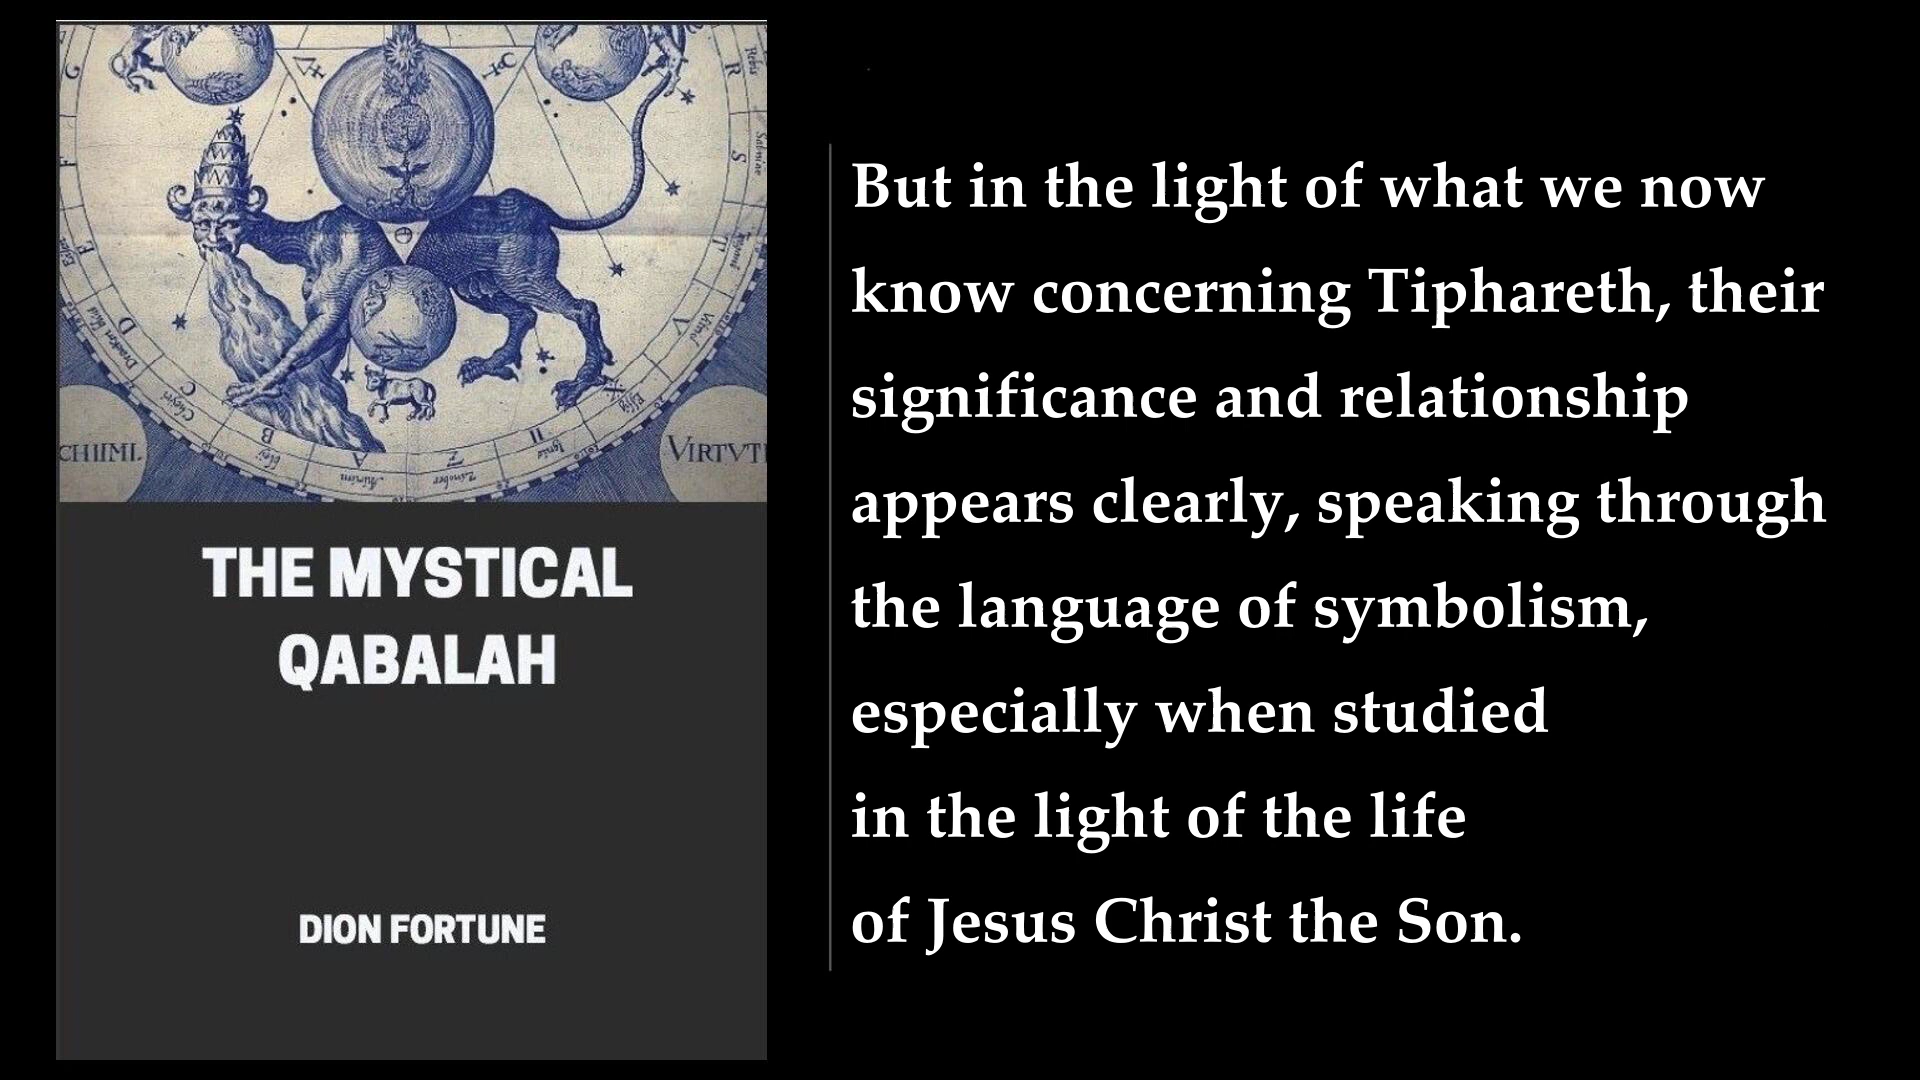 CHIIMI.
VIRTVTI
THE MYSTICAL
QABALAH
DION FORTUNE
But in the light of what we now
know concerning Tiphareth, their
significance and relationship
appears clearly, speaking through
the language of symbolism,
especially when studied
in the light of the life
of Jesus Christ the Son.